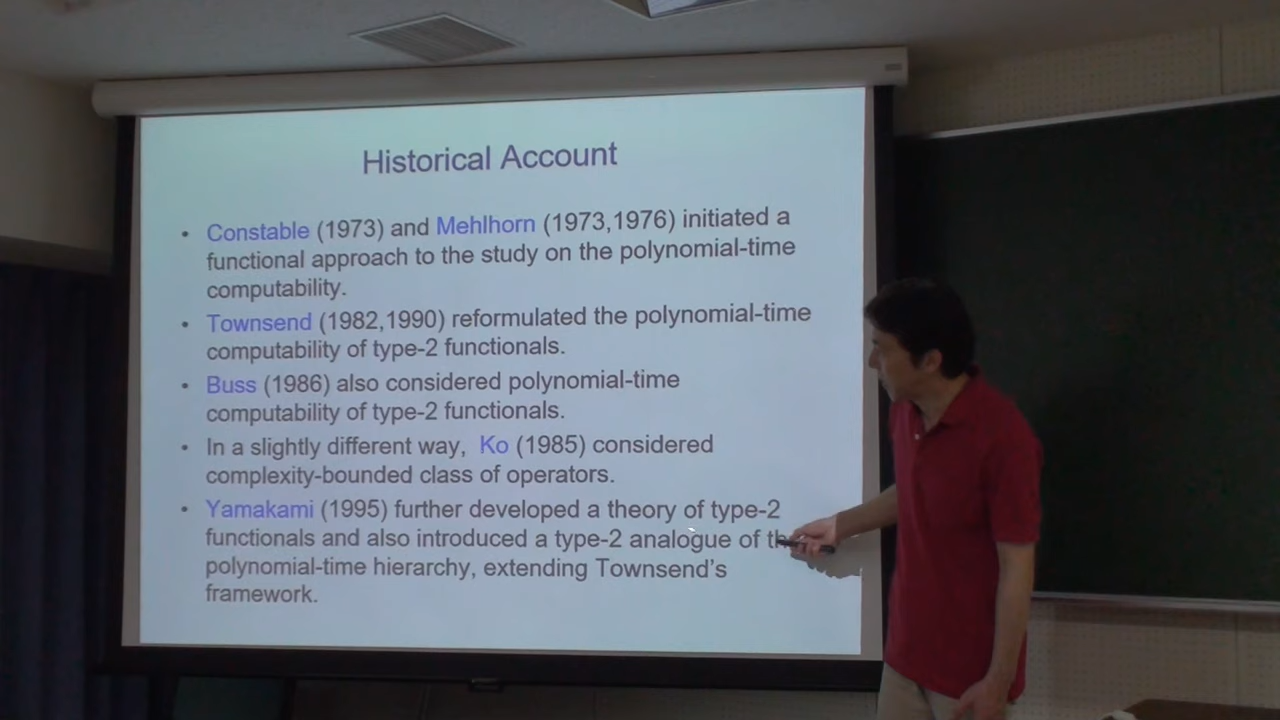 Historical Account
• Constable (1973) and Mehlhorn (1973,1976) initiated a
functional approach to the study on the polynomial-time
computability.
• Townsend (1982,1990) reformulated the polynomial-time
computability of type-2 functionals.
• Buss (1986) also considered polynomial-time
computability of type-2 functionals.
• In a slightly different way, Ko (1985) considered
complexity-bounded class of operators.
• Yamakami (1995) further developed a theory of type-2
functionals and also introduced a type-2 analogue of
polynomial-time hierarchy, extending Townsend's
framework.